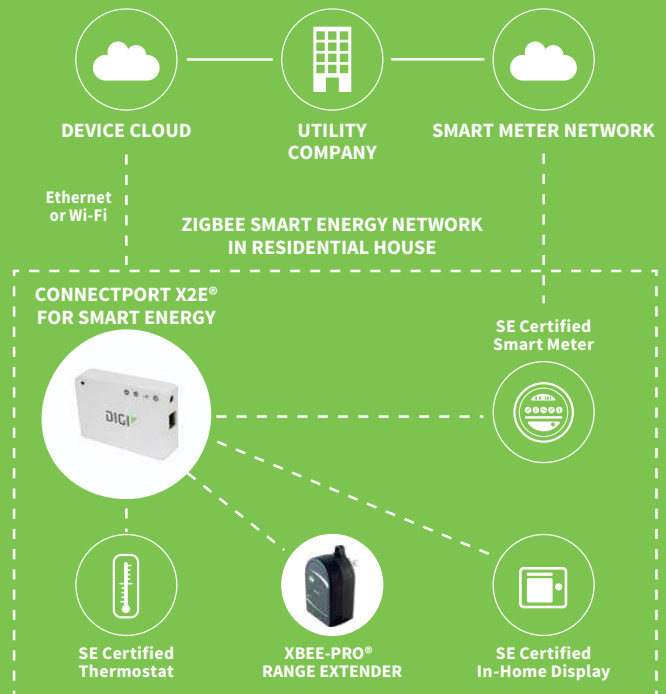 DEVICE CLOUD
UTILITY
COMPANY
SMART METER NETWORK
Ethernet
or Wi-Fi
ZIGBEE SMART ENERGY NETWORK
IN RESIDENTIAL HOUSE
CONNECTPORT X2E®
FOR SMART ENERGY
SE Certified
Smart Meter
DIGI
SE Certified
Thermostat
XBEE-PRO®
RANGE EXTENDER
SE Certified
In-Home Display